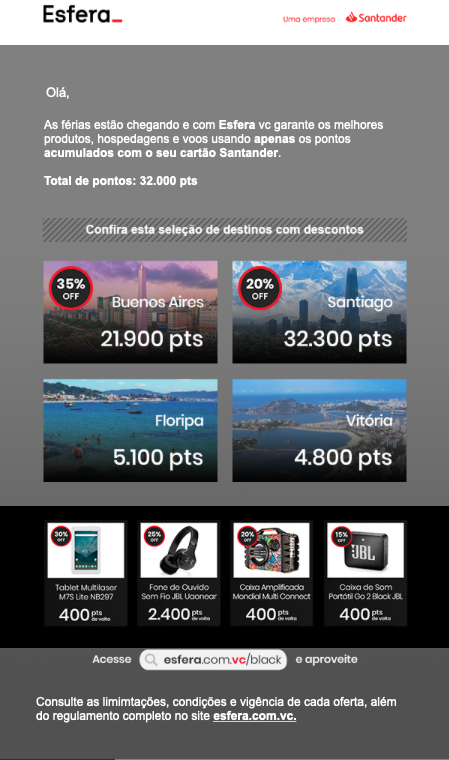 Esfera_
Uma empresa Santander
Olá,
As férias estão chegando e com Esfera vc garante os melhores
produtos, hospedagens e voos usando apenas os pontos
acumulados com o seu cartão Santander.
Total de pontos: 32.000 pts
Confira esta seleção de destinos com descontos
35%
OFF
Buenos Aires
21.900 pts
20%
OFF
Santiago
32.300 pts
Floripa
5.100 pts
Vitória
4.800 pts
30%
OFF
Tablet Multilaser
M7S Lite NB297
400 pts
de volta
25%
OFF
Fone de Ouvido
Sem Fio JBL Uaonear
2.400 pts
de volta
20%
OFF
Caixa Amplificada
Mondial Multi Connect
400 pts
de volta
15%
OFF
JBL
Caixa de Som
Portátil Go 2 Black JBL
400 pts
de volta
Acesse esfera.com.vc/black e aproveite
Consulte as limimtações, condições e vigência de cada oferta, além
do regulamento completo no site esfera.com.vc.